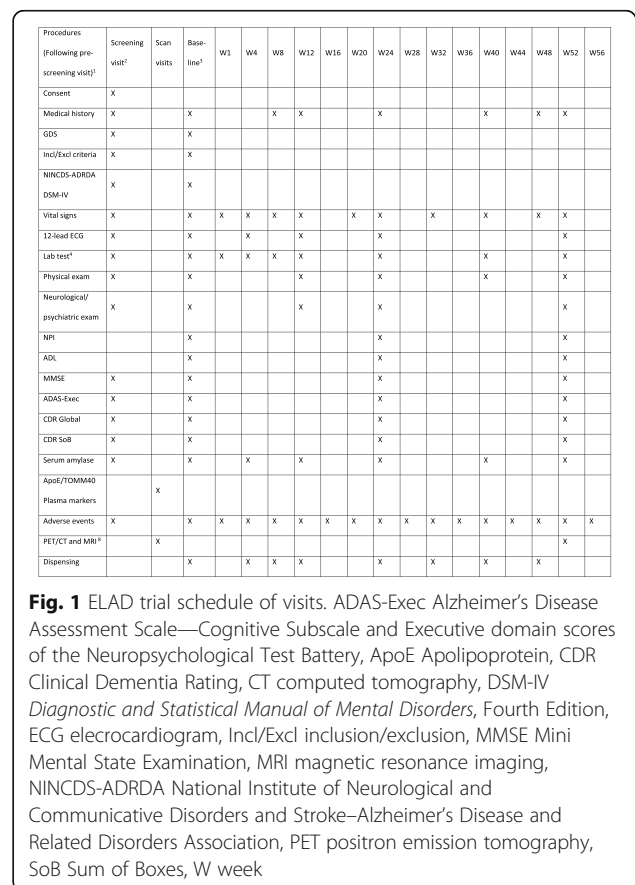 Procedures (Following pre-screening visit)1 Screening visit2 Scan visits Base-line3 W1 W4 W8 W12 W16 W20 W24 W28 W32 W36 W40 W44 W48 W52 W56
Consent X
Medical history X X X X X X X X
GDS X X
Incl/Excl criteria X X
NINCDS-ADRDA DSM-IV X X
Vital signs X X X X X X X X X X X X
12-lead ECG X X X X X X
Lab test4 X X X X X X X X X
Physical exam X X X X X X
Neurological/ psychiatric exam X X X X X
NPI X X X
ADL X X X
MMSE X X X X
ADAS-Exec X X X X
CDR Global X X X X
CDR SoB X X X X
Serum amylase X X X X X X X
ApoE/TOMM40 Plasma markers X
Adverse events X X X X X X X X X X X X X X X X X
PET/CT and MRI8 X X
Dispensing X X X X X X X X
Fig. 1 ELAD trial schedule of visits. ADAS-Exec Alzheimer's Disease
Assessment Scale—Cognitive Subscale and Executive domain scores
of the Neuropsychological Test Battery, ApoE Apolipoprotein, CDR
Clinical Dementia Rating, CT computed tomography, DSM-IV
Diagnostic and Statistical Manual of Mental Disorders, Fourth Edition,
ECG elecrocardiogram, Incl/Excl inclusion/exclusion, MMSE Mini
Mental State Examination, MRI magnetic resonance imaging,
NINCDS-ADRDA National Institute of Neurological and
Communicative Disorders and Stroke–Alzheimer's Disease and
Related Disorders Association, PET positron emission tomography,
SoB Sum of Boxes, W week